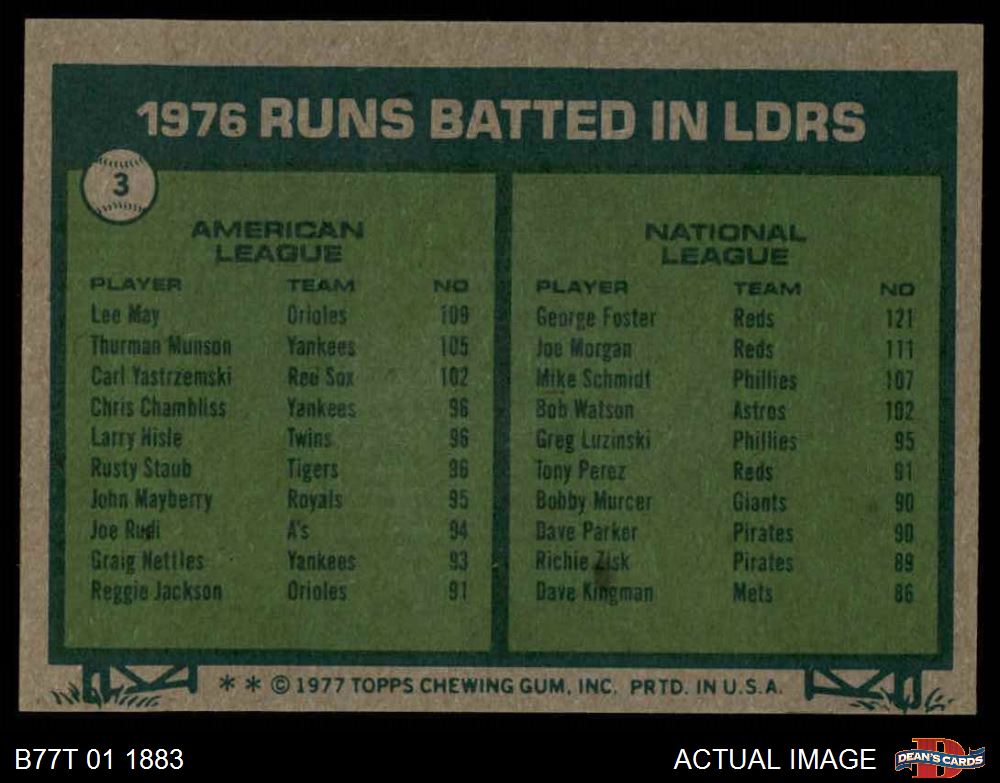 1976 RUNS BATTED IN LDRS
3
AMERICAN
LEAGUE
PLAYER TEAM NO
Lee May Orioles 109
Thurman Munson Yankees 105
Carl Yastrzemski Red Sox 102
Chris Chambliss Yankees 96
Larry Hisle Twins 96
Rusty Staub Tigers 96
John Mayberry Royals 95
Joe Rudi A's 94
Graig Nettles Yankees 93
Reggie Jackson Orioles 91
NATIONAL
LEAGUE
PLAYER TEAM NO
George Foster Reds 121
Joe Morgan Reds 111
Mike Schmidt Phillies 107
Bob Watson Astros 102
Greg Luzinski Phillies 95
Tony Perez Reds 91
Bobby Murcer Giants 90
Dave Parker Pirates 90
Richie Zisk Pirates 89
Dave Kingman Mets 86
* * © 1977 TOPPS CHEWING GUM, INC. PRTD. IN U.S.A.
B77T 01 1883
ACTUAL IMAGE
D
DEAN'S CARDS